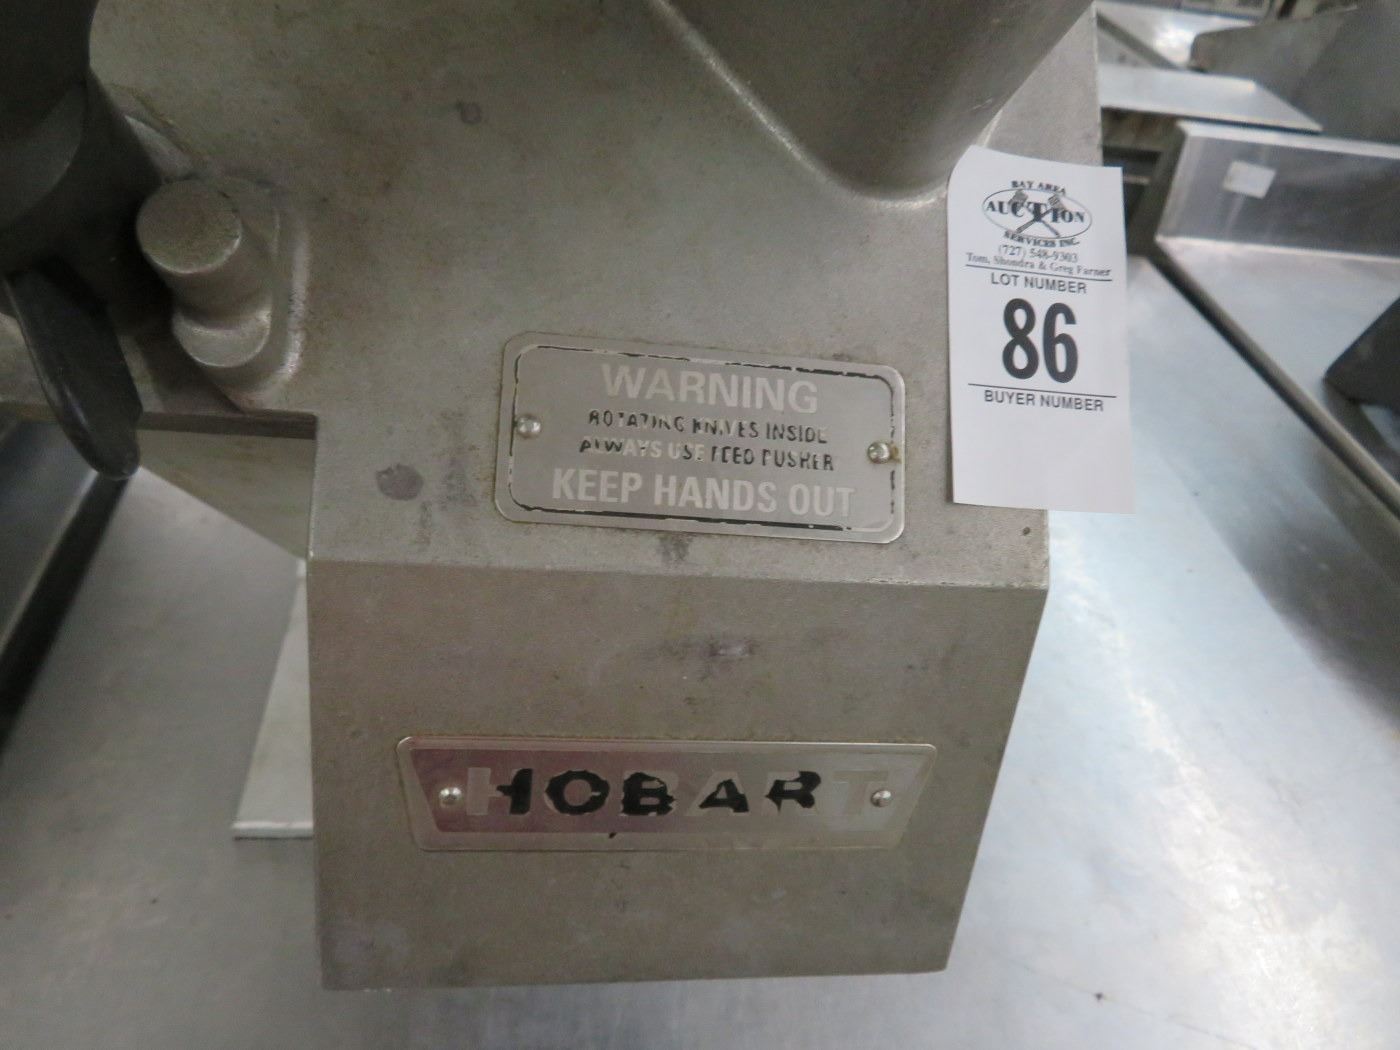 BAY AREA
AUCTION
SERVICES INC.
(727) 548-9303
Tom, Shondra & Greg Farner
LOT NUMBER
86
BUYER NUMBER
WARNING
ROTATING KNIVES INSIDE
ALWAYS USE FEED PUSHER
KEEP HANDS OUT
HOBART